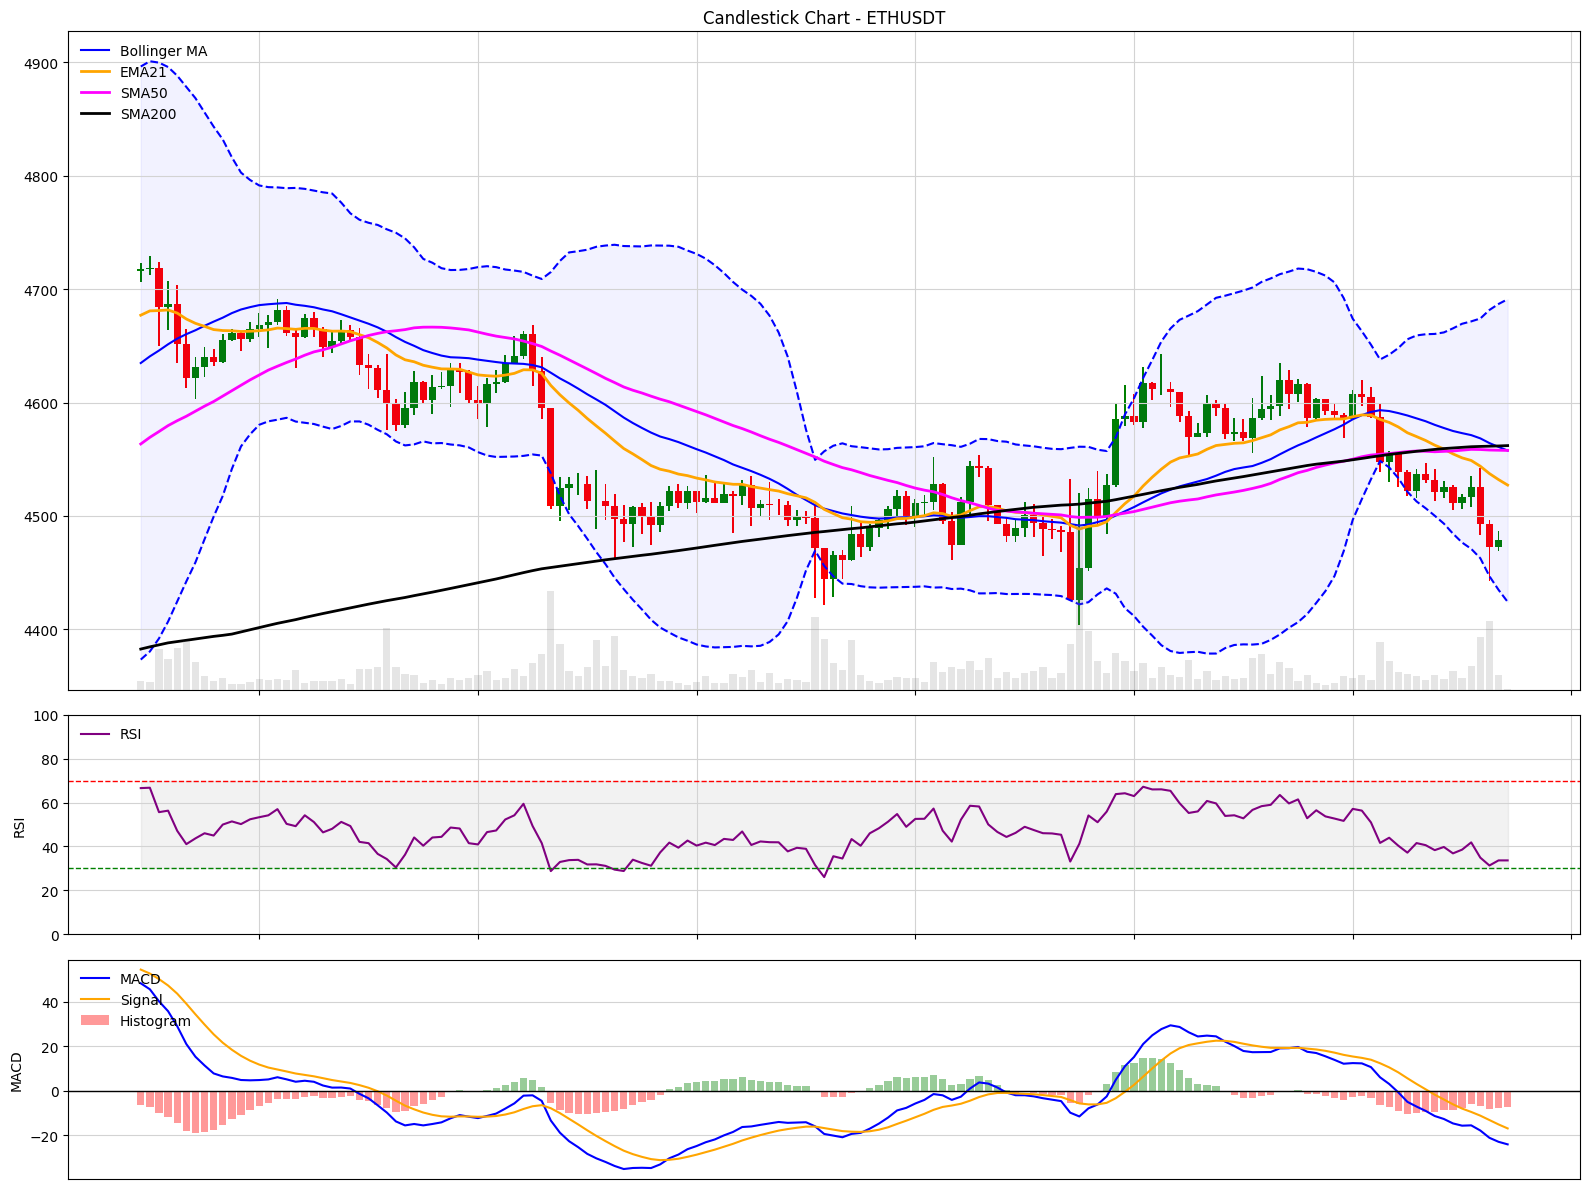 Candlestick Chart - ETHUSDT
Bollinger MA
EMA21
SMA50
SMA200
4900
4800
4700
4600
4500
4400
RSI
100
80
60
40
20
0
RSI
MACD
Signal
Histogram
40
20
0
−20
MACD